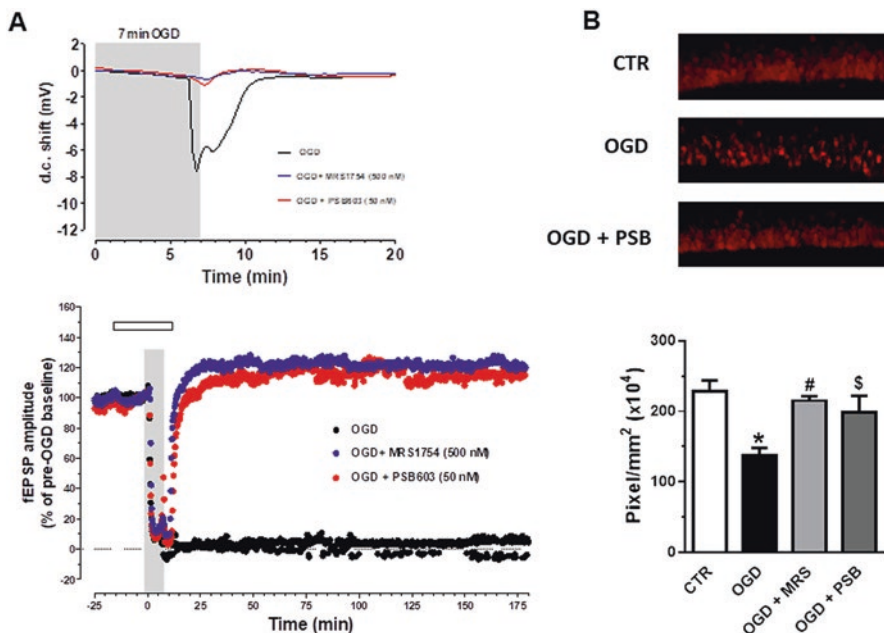 A
7 min OGD
2
0
-2
-4
-6
-8
-10
-12
d.c. shift (mV)
OGD
OGD+ MRS1754 (500 nM)
OGD + PSB603 (50 nM)
0 5 10 15 20
Time (min)
160
140
120
100
80
60
40
20
0
-20
fEPSP amplitude
(% of pre-OGD baseline)
OGD
OGD+ MRS1754 (500 nM)
OGD + PSB603 (50 nM)
-25 0 25 50 75 100 125 150 175
Time (min)
B
CTR
OGD
OGD + PSB
300
200
100
0
Pixel/mm² (x10⁴)
*
#
$
CTR
OGD
OGD + MRS
OGD + PSB